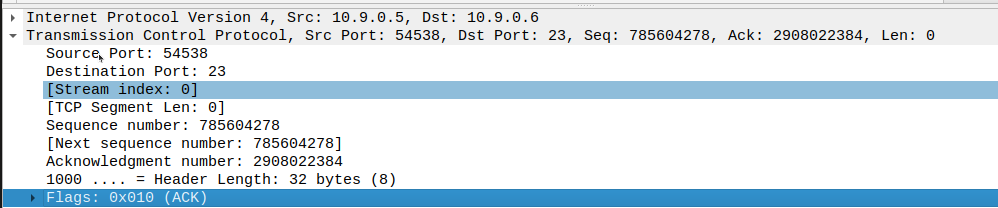 Internet Protocol Version 4, Src: 10.9.0.5, Dst: 10.9.0.6
Transmission Control Protocol, Src Port: 54538, Dst Port: 23, Seq: 785604278, Ack: 2908022384, Len: 0
Source Port: 54538
Destination Port: 23
[Stream index: 0]
[TCP Segment Len: 0]
Sequence number: 785604278
[Next sequence number: 785604278]
Acknowledgment number: 2908022384
1000 .... = Header Length: 32 bytes (8)
Flags: 0x010 (ACK)